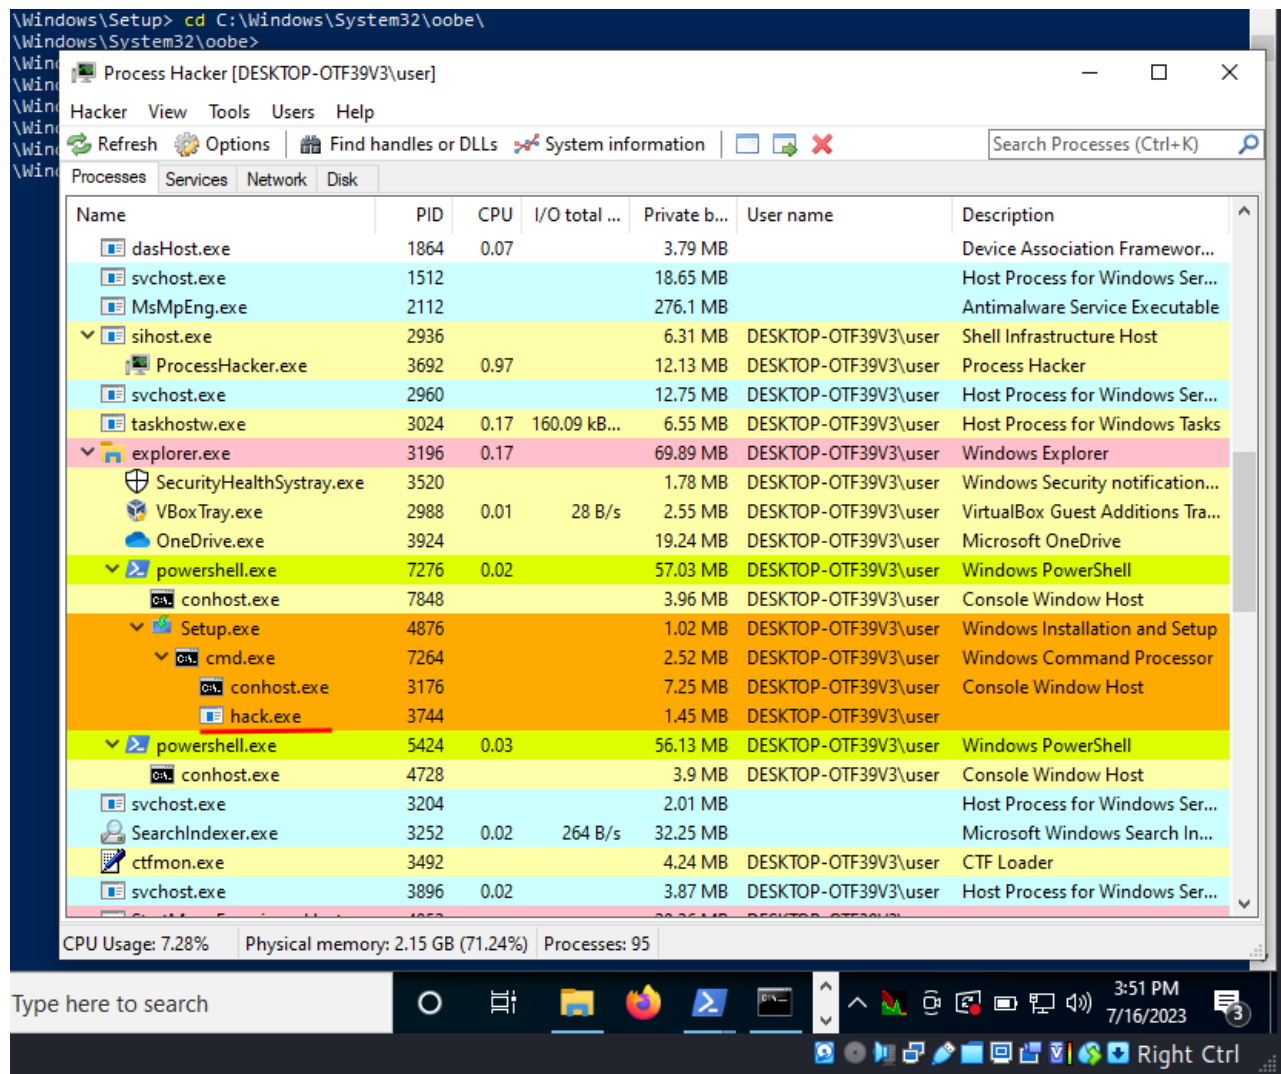 \Windows\Setup> cd C:\Windows\System32\oobe\
\Windows\System32\oobe>
Process Hacker [DESKTOP-OTF39V3\user]
Hacker View Tools Users Help
Refresh Options Find handles or DLLs System information Search Processes (Ctrl+K)
Processes Services Network Disk
Name PID CPU I/O total ... Private b... User name Description
dasHost.exe 1864 0.07 3.79 MB Device Association Framewor...
svchost.exe 1512 18.65 MB Host Process for Windows Ser...
MsMpEng.exe 2112 276.1 MB Antimalware Service Executable
sihost.exe 2936 6.31 MB DESKTOP-OTF39V3\user Shell Infrastructure Host
ProcessHacker.exe 3692 0.97 12.13 MB DESKTOP-OTF39V3\user Process Hacker
svchost.exe 2960 12.75 MB DESKTOP-OTF39V3\user Host Process for Windows Ser...
taskhostw.exe 3024 0.17 160.09 kB... 6.55 MB DESKTOP-OTF39V3\user Host Process for Windows Tasks
explorer.exe 3196 0.17 69.89 MB DESKTOP-OTF39V3\user Windows Explorer
SecurityHealthSystray.exe 3520 1.78 MB DESKTOP-OTF39V3\user Windows Security notification...
VBoxTray.exe 2988 0.01 28 B/s 2.55 MB DESKTOP-OTF39V3\user VirtualBox Guest Additions Tra...
OneDrive.exe 3924 19.24 MB DESKTOP-OTF39V3\user Microsoft OneDrive
powershell.exe 7276 0.02 57.03 MB DESKTOP-OTF39V3\user Windows PowerShell
conhost.exe 7848 3.96 MB DESKTOP-OTF39V3\user Console Window Host
Setup.exe 4876 1.02 MB DESKTOP-OTF39V3\user Windows Installation and Setup
cmd.exe 7264 2.52 MB DESKTOP-OTF39V3\user Windows Command Processor
conhost.exe 3176 7.25 MB DESKTOP-OTF39V3\user Console Window Host
hack.exe 3744 1.45 MB DESKTOP-OTF39V3\user
powershell.exe 5424 0.03 56.13 MB DESKTOP-OTF39V3\user Windows PowerShell
conhost.exe 4728 3.9 MB DESKTOP-OTF39V3\user Console Window Host
svchost.exe 3204 2.01 MB Host Process for Windows Ser...
SearchIndexer.exe 3252 0.02 264 B/s 32.25 MB Microsoft Windows Search In...
ctfmon.exe 3492 4.24 MB DESKTOP-OTF39V3\user CTF Loader
svchost.exe 3896 0.02 3.87 MB DESKTOP-OTF39V3\user Host Process for Windows Ser...
CPU Usage: 7.28% Physical memory: 2.15 GB (71.24%) Processes: 95
Type here to search
3:51 PM
7/16/2023
3
Right Ctrl